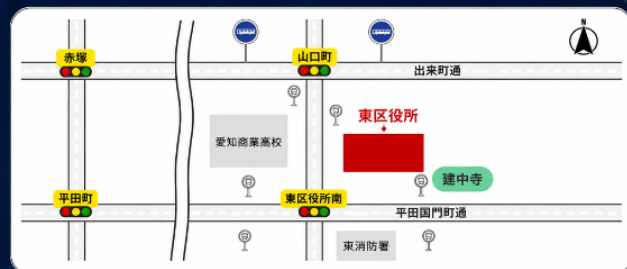 N
赤塚
山口町
出来町通
東区役所
愛知商業高校
建中寺
平田町
東区役所南
平田国門町通
東消防署